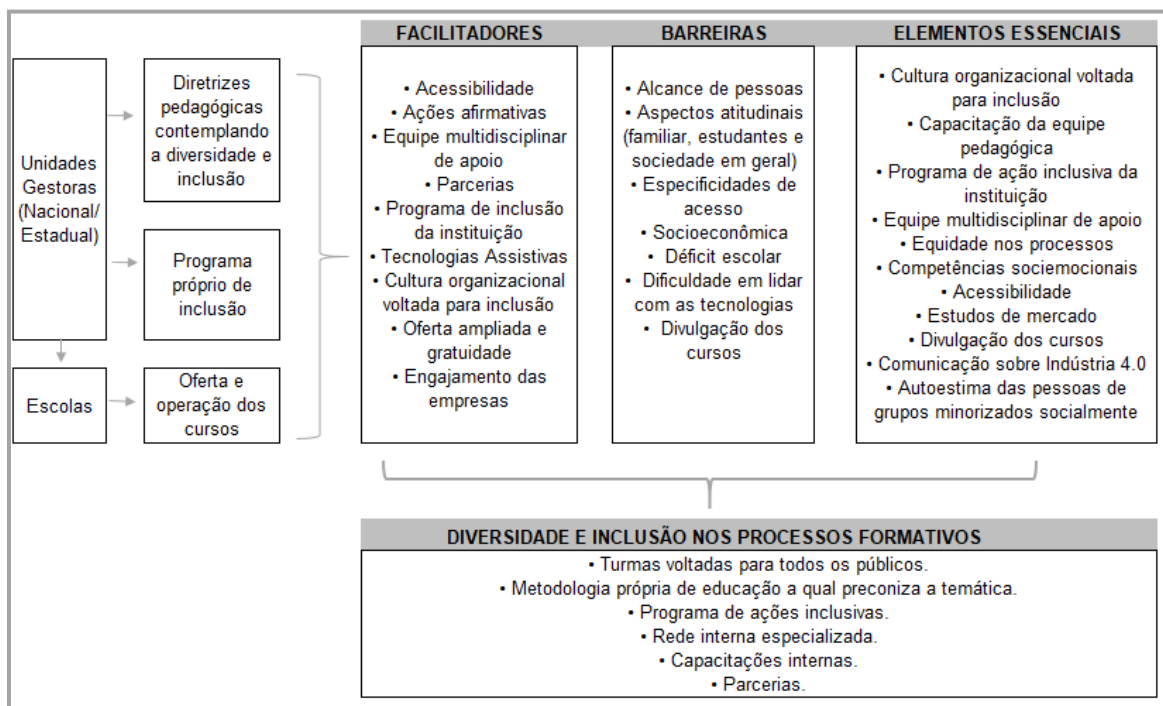 Unidades
Gestoras
(Nacional/
Estadual)
Escolas
Diretrizes
pedagógicas
contemplando
a diversidade e
inclusão
Programa
próprio de
inclusão
Oferta e
operação dos
cursos
FACILITADORES
• Acessibilidade
• Ações afirmativas
• Equipe multidisciplinar
de apoio
• Parcerias
• Programa de inclusão
da instituição
• Tecnologias Assistivas
• Cultura organizacional
voltada para inclusão
• Oferta ampliada e
gratuidade
• Engajamento das
empresas
BARREIRAS
• Alcance de pessoas
• Aspectos atitudinais
(familiar, estudantes e
sociedade em geral)
• Especificidades de
acesso
• Socioeconômica
• Déficit escolar
• Dificuldade em lidar
com as tecnologias
• Divulgação dos
cursos
ELEMENTOS ESSENCIAIS
• Cultura organizacional voltada
para inclusão
• Capacitação da equipe
pedagógica
• Programa de ação inclusiva da
instituição
• Equipe multidisciplinar de apoio
• Equidade nos processos
• Competências sociemocionais
• Acessibilidade
• Estudos de mercado
• Divulgação dos cursos
• Comunicação sobre Indústria 4.0
• Autoestima das pessoas de
grupos minorizados socialmente
DIVERSIDADE E INCLUSÃO NOS PROCESSOS FORMATIVOS
• Turmas voltadas para todos os públicos.
• Metodologia própria de educação a qual preconiza a temática.
• Programa de ações inclusivas.
• Rede interna especializada.
• Capacitações internas.
• Parcerias.